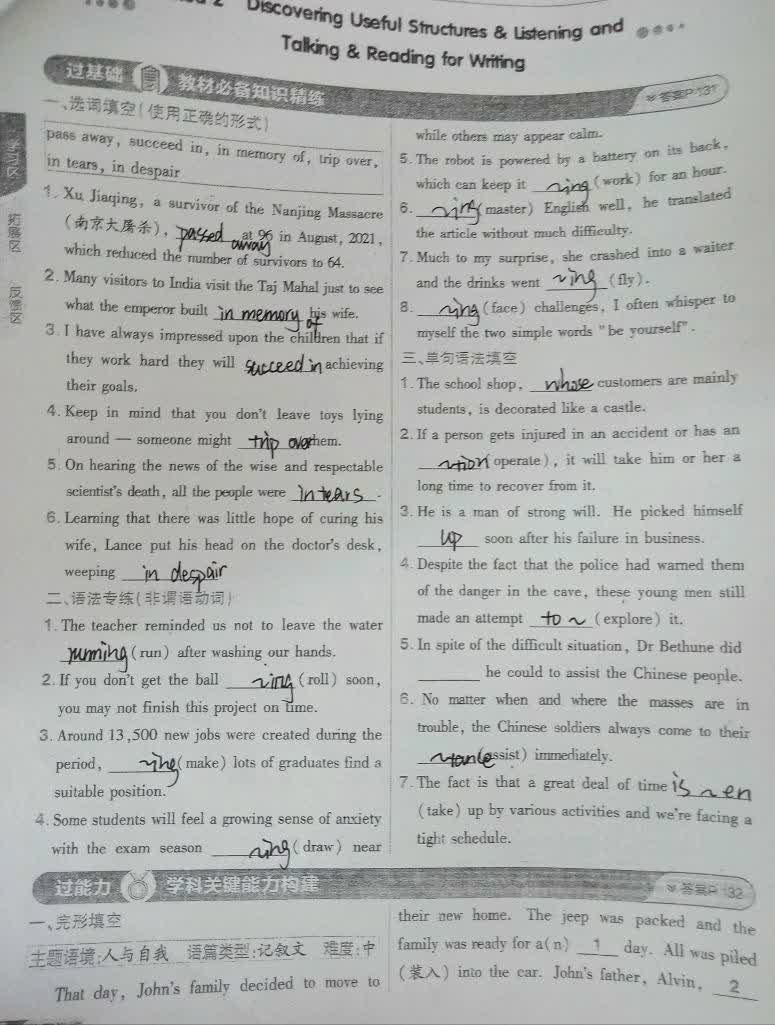 2 Discovering Useful Structures & Listening and
Talking & Reading for Writing
过基础 教材必备知识精练 答案P 131
学习区
拓展区
反德区
一、选词填空(使用正确的形式)
pass away, succeed in, in memory of, trip over,
in tears, in despair
1. Xu Jiaqing, a survivor of the Nanjing Massacre
(南京大屠杀), passed away at 96 in August, 2021,
which reduced the number of survivors to 64.
2. Many visitors to India visit the Taj Mahal just to see
what the emperor built in memory of his wife.
3. I have always impressed upon the children that if
they work hard they will succeed in achieving
their goals.
4. Keep in mind that you don't leave toys lying
around — someone might trip over them.
5. On hearing the news of the wise and respectable
scientist's death, all the people were in tears.
6. Learning that there was little hope of curing his
wife, Lance put his head on the doctor's desk,
weeping in despair
二、语法专练(非谓语动词)
1. The teacher reminded us not to leave the water
running (run) after washing our hands.
2. If you don't get the ball ~ing (roll) soon,
you may not finish this project on time.
3. Around 13,500 new jobs were created during the
period, ~ing (make) lots of graduates find a
suitable position.
4. Some students will feel a growing sense of anxiety
with the exam season ~ing (draw) near
while others may appear calm.
5. The robot is powered by a battery on its back,
which can keep it ~ing (work) for an hour.
6. ~ing (master) English well, he translated
the article without much difficulty.
7. Much to my surprise, she crashed into a waiter
and the drinks went ~ing (fly).
8. ~ing (face) challenges, I often whisper to
myself the two simple words "be yourself".
三、单句语法填空
1. The school shop, whose customers are mainly
students, is decorated like a castle.
2. If a person gets injured in an accident or has an
~tion (operate), it will take him or her a
long time to recover from it.
3. He is a man of strong will. He picked himself
up soon after his failure in business.
4. Despite the fact that the police had warned them
of the danger in the cave, these young men still
made an attempt to ~ (explore) it.
5. In spite of the difficult situation, Dr Bethune did
he could to assist the Chinese people.
6. No matter when and where the masses are in
trouble, the Chinese soldiers always come to their
~tance (assist) immediately.
7. The fact is that a great deal of time is ~en
(take) up by various activities and we're facing a
tight schedule.
过能力 学科关键能力构建 答案P 132
一、完形填空
主题语境:人与自我 语篇类型:记叙文 难度:中
That day, John's family decided to move to
their new home. The jeep was packed and the
family was ready for a(n) 1 day. All was piled
(装入) into the car. John's father, Alvin, 2